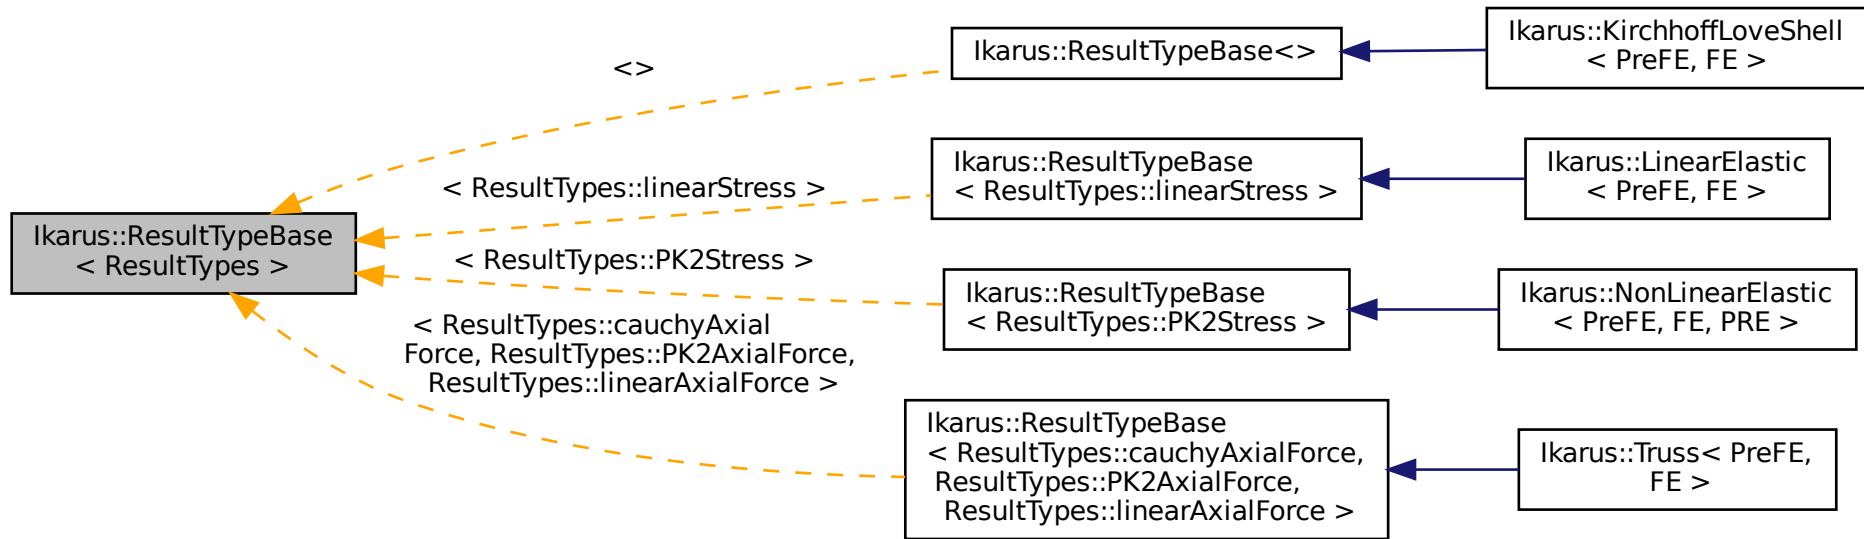 Ikarus::ResultTypeBase
< ResultTypes >
<>
< ResultTypes::linearStress >
< ResultTypes::PK2Stress >
< ResultTypes::cauchyAxial
Force, ResultTypes::PK2AxialForce,
ResultTypes::linearAxialForce >
Ikarus::ResultTypeBase<>
Ikarus::KirchhoffLoveShell
< PreFE, FE >
Ikarus::ResultTypeBase
< ResultTypes::linearStress >
Ikarus::LinearElastic
< PreFE, FE >
Ikarus::ResultTypeBase
< ResultTypes::PK2Stress >
Ikarus::NonLinearElastic
< PreFE, FE, PRE >
Ikarus::ResultTypeBase
< ResultTypes::cauchyAxialForce,
ResultTypes::PK2AxialForce,
ResultTypes::linearAxialForce >
Ikarus::Truss< PreFE,
FE >